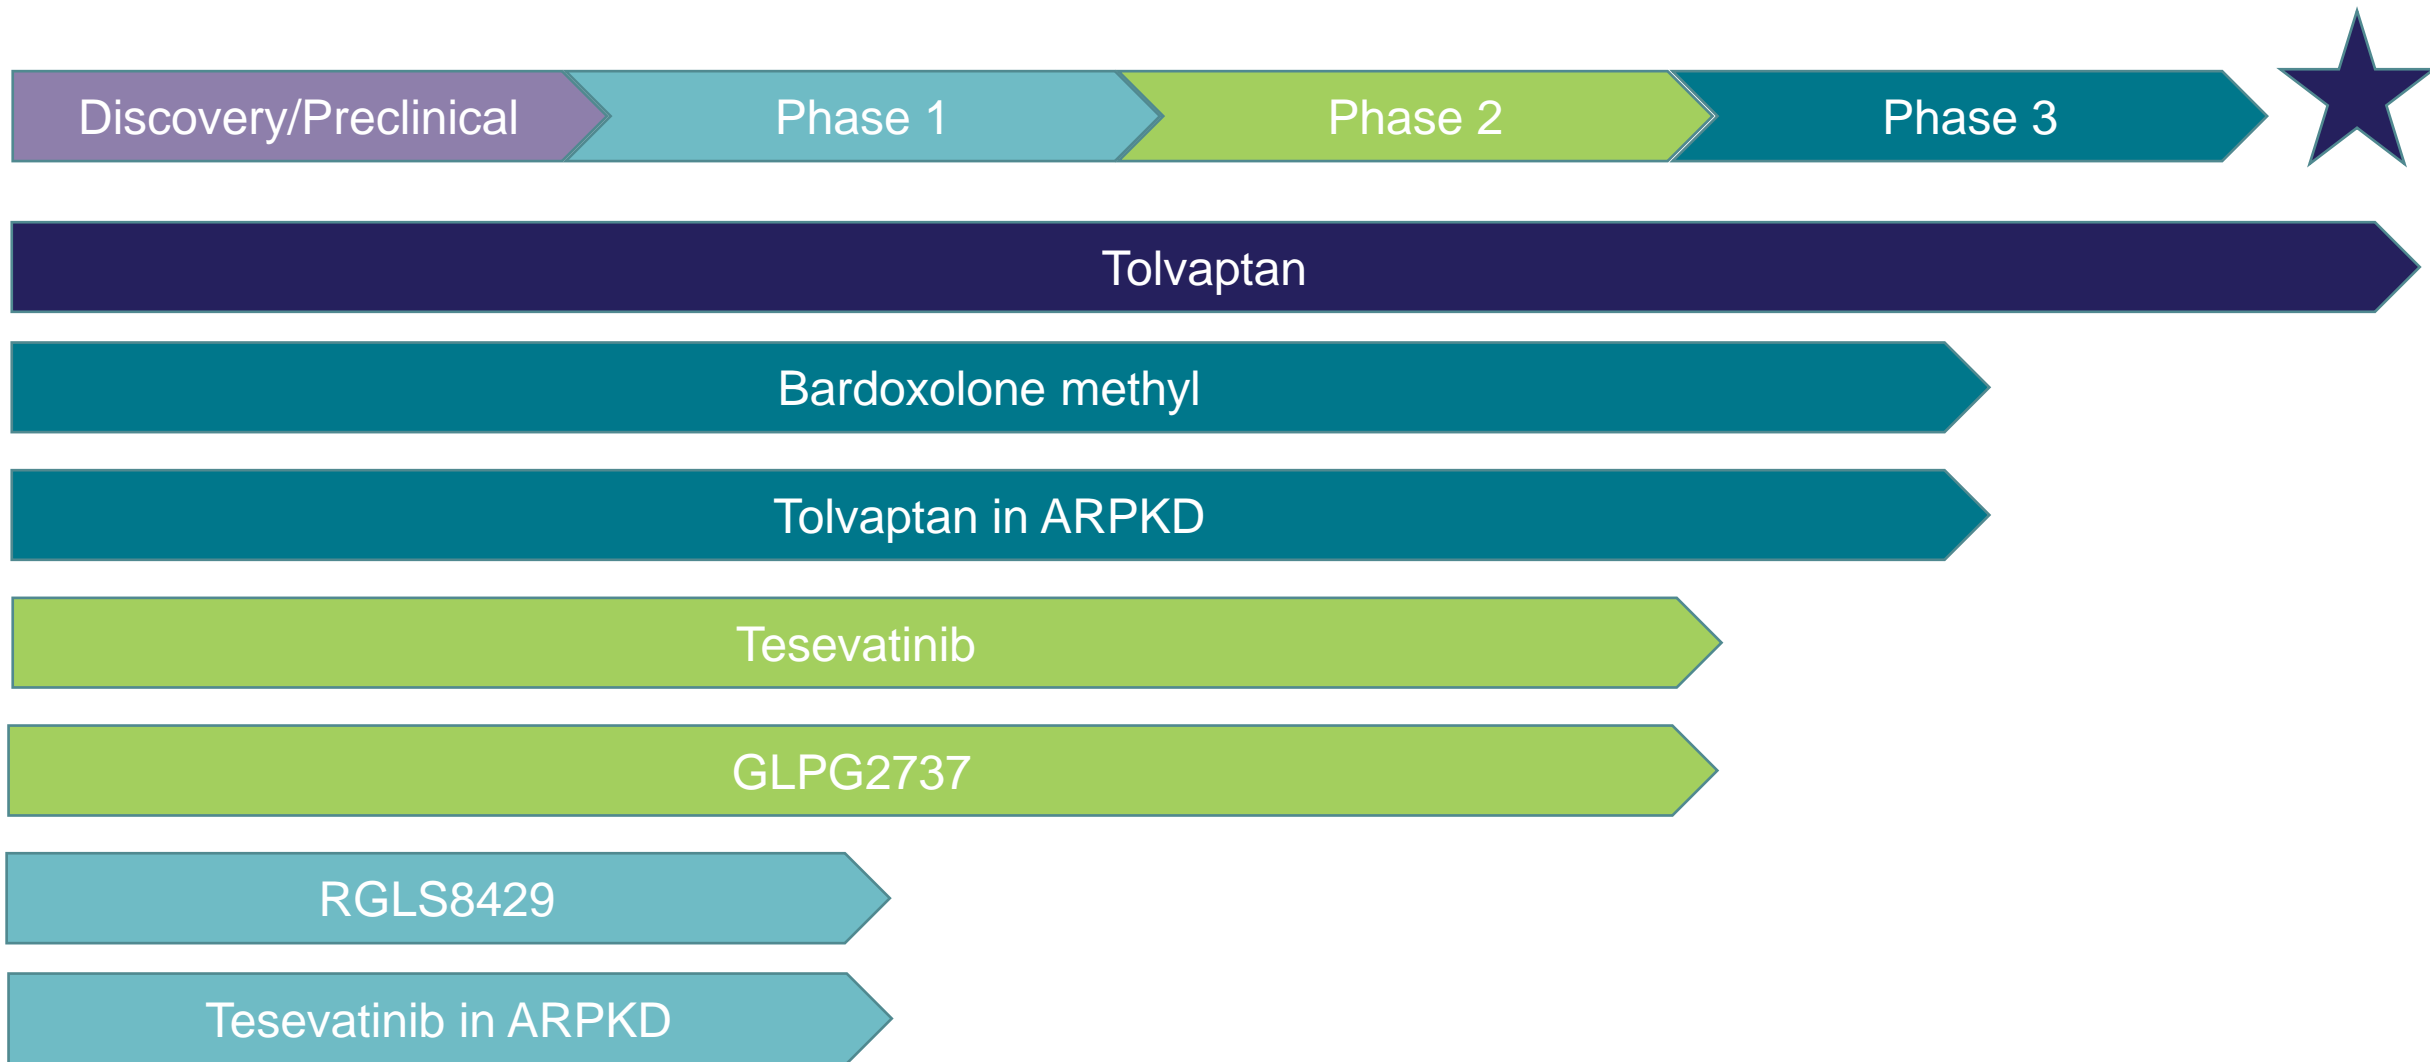 Discovery/Preclinical
Phase 1
Phase 2
Phase 3
Tolvaptan
Bardoxolone methyl
Tolvaptan in ARPKD
Tesevatinib
GLPG2737
RGLS8429
Tesevatinib in ARPKD